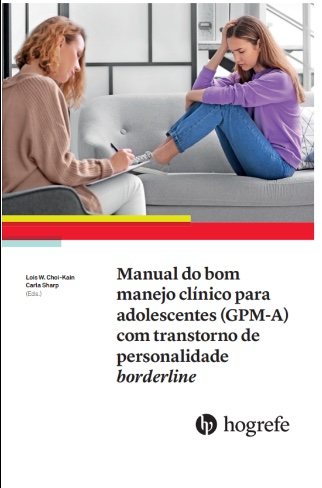 Lois W. Choi-Kain
Carla Sharp
(Eds.)
Manual do bom
manejo clínico para
adolescentes (GPM-A)
com transtorno de
personalidade
borderline
hogrefe